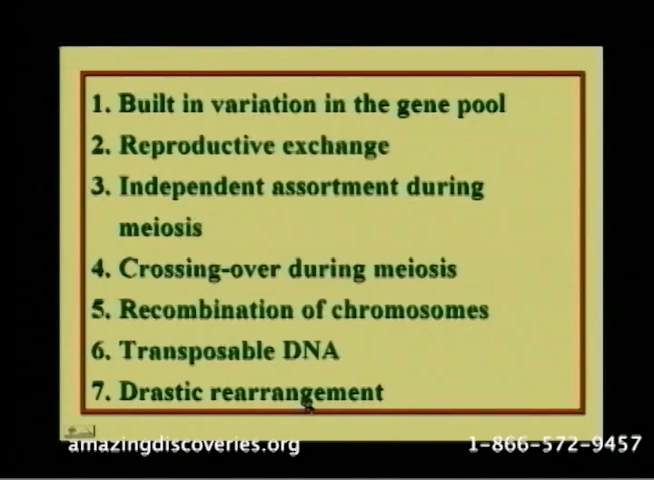 1. Built in variation in the gene pool
2. Reproductive exchange
3. Independent assortment during
meiosis
4. Crossing-over during meiosis
5. Recombination of chromosomes
6. Transposable DNA
7. Drastic rearrangement
amazingdiscoveries.org 1-866-572-9457